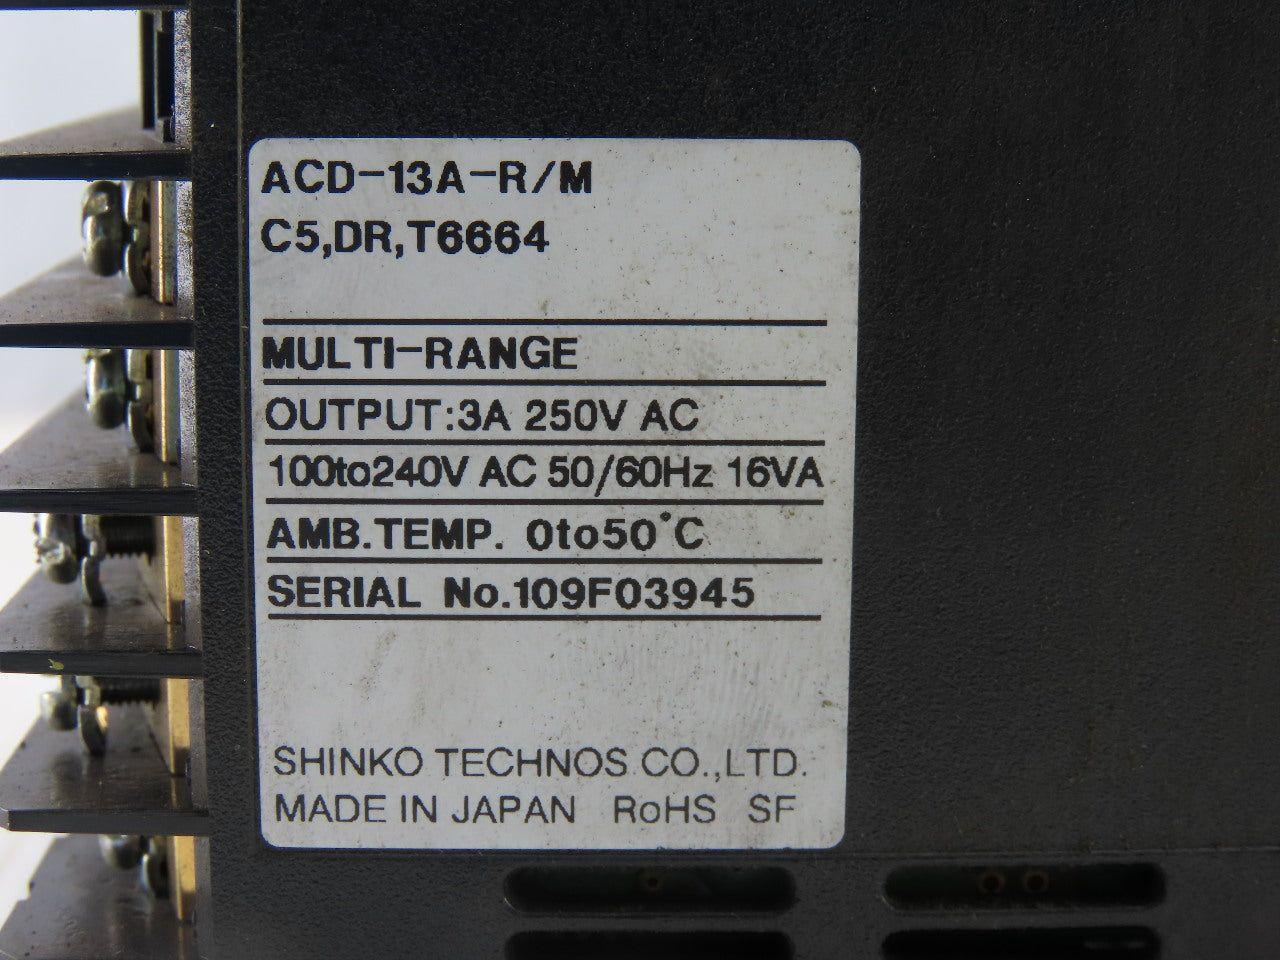 ACD-13A-R/M
C5,DR,T6664
MULTI-RANGE
OUTPUT:3A 250V AC
100to240V AC 50/60Hz 16VA
AMB.TEMP. 0to50°C
SERIAL No.109F03945
SHINKO TECHNOS CO.,LTD.
MADE IN JAPAN RoHS SF